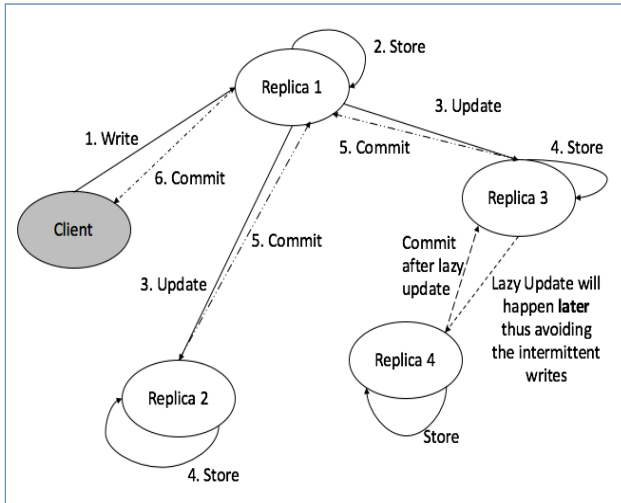 2. Store
Replica 1
3. Update
1. Write
5. Commit
4. Store
6. Commit
Replica 3
Client
5. Commit
Commit
after lazy
update
3. Update
Lazy Update will
happen later
thus avoiding
the intermittent
writes
Replica 4
Replica 2
Store
4. Store